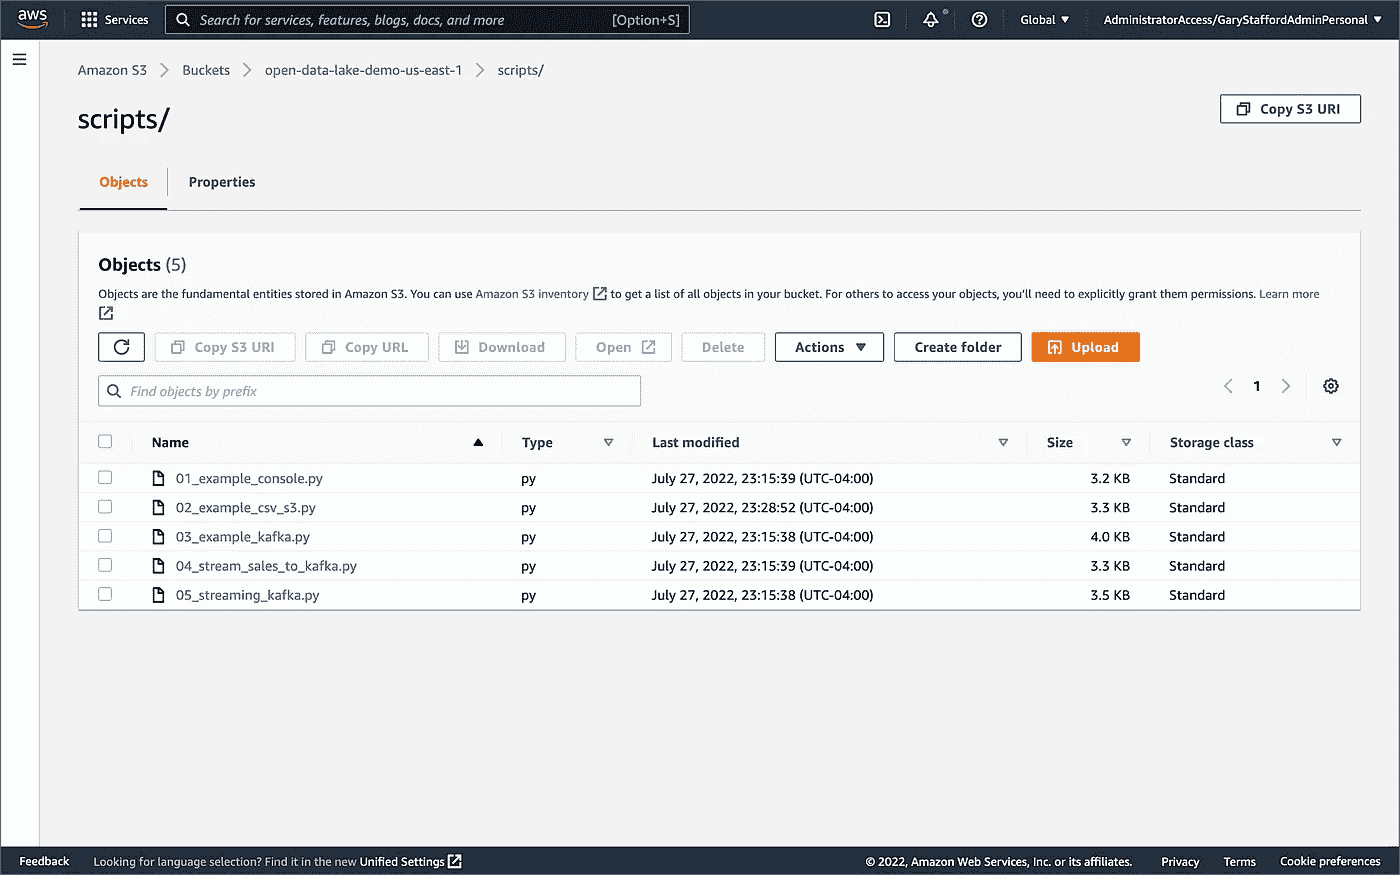 aws Services Search for services, features, blogs, docs, and more [Option+S] Global AdministratorAccess/GaryStaffordAdminPersonal
Amazon S3 Buckets open-data-lake-demo-us-east-1 scripts/
scripts/
Copy S3 URI
Objects Properties
Objects (5)
Objects are the fundamental entities stored in Amazon S3. You can use Amazon S3 inventory to get a list of all objects in your bucket. For others to access your objects, you'll need to explicitly grant them permissions. Learn more
Copy S3 URI Copy URL Download Open Delete Actions Create folder Upload
Find objects by prefix
1
Name Type Last modified Size Storage class
01_example_console.py py July 27, 2022, 23:15:39 (UTC-04:00) 3.2 KB Standard
02_example_csv_s3.py py July 27, 2022, 23:28:52 (UTC-04:00) 3.3 KB Standard
03_example_kafka.py py July 27, 2022, 23:15:38 (UTC-04:00) 4.0 KB Standard
04_stream_sales_to_kafka.py py July 27, 2022, 23:15:39 (UTC-04:00) 3.3 KB Standard
05_streaming_kafka.py py July 27, 2022, 23:15:38 (UTC-04:00) 3.5 KB Standard
Feedback Looking for language selection? Find it in the new Unified Settings © 2022, Amazon Web Services, Inc. or its affiliates. Privacy Terms Cookie preferences